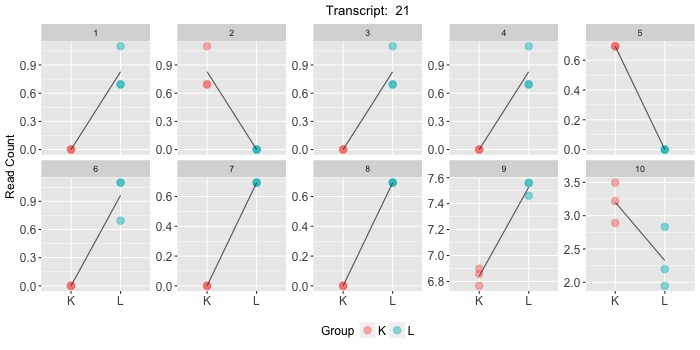 Transcript: 21
1 2 3 4 5
0.9 0.9 0.9 0.9 0.6
0.6 0.6 0.6 0.6 0.4
0.3 0.3 0.3 0.3 0.2
0.0 0.0 0.0 0.0 0.0
Read Count
6 7 8 9 10
0.9 0.6 0.6 7.6 3.5
0.6 0.4 0.4 7.4 3.0
0.3 0.2 0.2 7.2 2.5
0.0 0.0 0.0 7.0 2.0
6.8
K L K L K L K L K L
Group K L